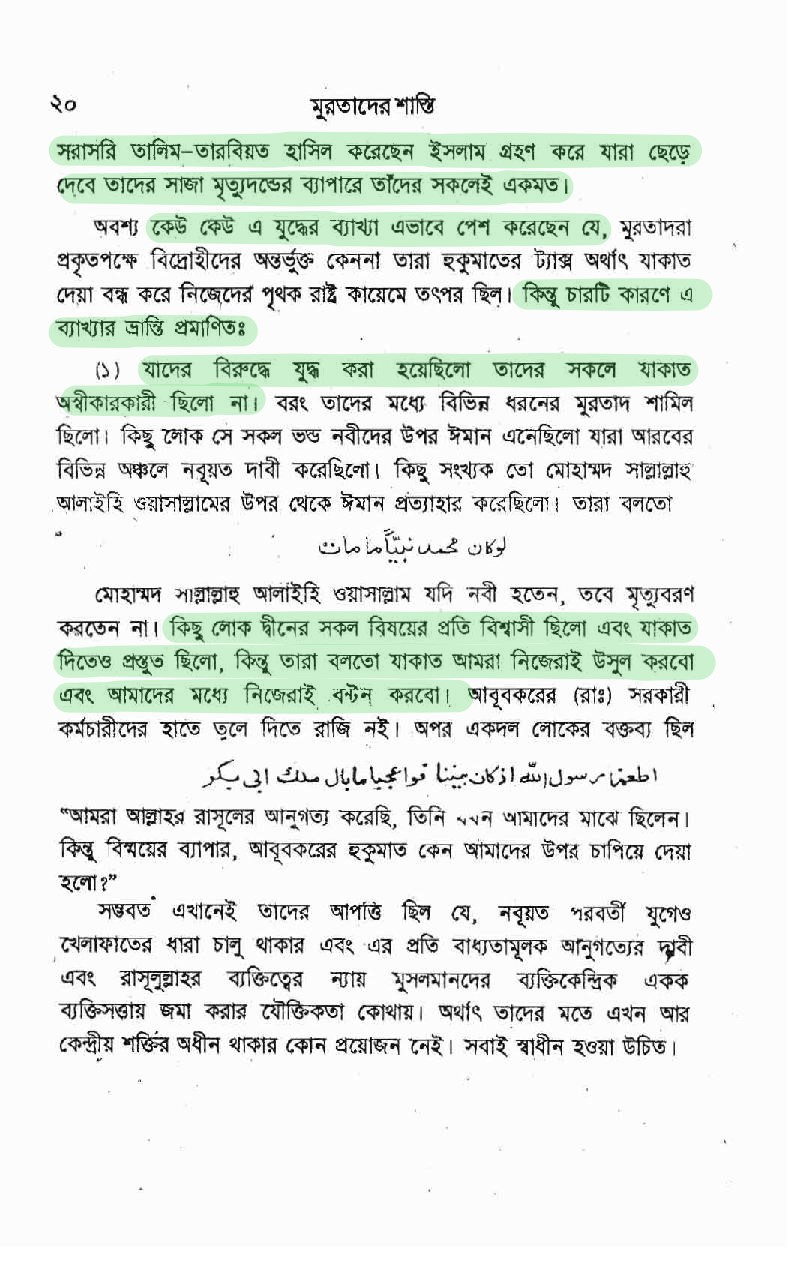 ২০
মুরতাদের শাস্তি
সরাসরি তালিম-তারবিয়ত হাসিল করেছেন ইসলাম গ্রহণ করে যারা ছেড়ে
দেবে তাদের সাজা মৃত্যুদন্ডের ব্যাপারে তাঁদের সকলেই একমত।
অবশ্য কেউ কেউ এ যুদ্ধের ব্যাখ্যা এভাবে পেশ করেছেন যে, মুরতাদরা
প্রকৃতপক্ষে বিদ্রোহীদের অন্তর্ভুক্ত কেননা তারা হুকুমাতের ট্যাক্স অর্থাৎ যাকাত
দেয়া বন্ধ করে নিজেদের পৃথক রাষ্ট্র কায়েমে তৎপর ছিল। কিন্তু চারটি কারণে এ
ব্যাখ্যার ভ্রান্তি প্রমাণিতঃ
(১) যাদের বিরুদ্ধে যুদ্ধ করা হয়েছিলো তাদের সকলে যাকাত
অস্বীকারকারী ছিলো না। বরং তাদের মধ্যে বিভিন্ন ধরনের মুরতাদ শামিল
ছিলো। কিছু লোক সে সকল ভন্ড নবীদের উপর ঈমান এনেছিলো যারা আরবের
বিভিন্ন অঞ্চলে নবূয়ত দাবী করেছিলো। কিছু সংখ্যক তো মোহাম্মদ সাল্লাল্লাহু
আলাইহি ওয়াসাল্লামের উপর থেকে ঈমান প্রত্যাহার করেছিলো। তারা বলতো
لوكان محمد نبيّاً مامات
মোহাম্মদ সাল্লাল্লাহু আলাইহি ওয়াসাল্লাম যদি নবী হতেন, তবে মৃত্যুবরণ
করতেন না। কিছু লোক দ্বীনের সকল বিষয়ের প্রতি বিশ্বাসী ছিলো এবং যাকাত
দিতেও প্রস্তুত ছিলো, কিন্তু তারা বলতো যাকাত আমরা নিজেরাই উসুল করবো
এবং আমাদের মধ্যে নিজেরাই বন্টন করবো। আবূবকরের (রাঃ) সরকারী
কর্মচারীদের হাতে তুলে দিতে রাজি নই। অপর একদল লোকের বক্তব্য ছিল
اطعنا رسول الله اذ كان بيننا فواعجبا مابال ملك ابي بكر
“আমরা আল্লাহর রাসূলের আনুগত্য করেছি, তিনি যখন আমাদের মাঝে ছিলেন।
কিন্তু বিস্ময়ের ব্যাপার, আবূবকরের হুকুমাত কেন আমাদের উপর চাপিয়ে দেয়া
হলো?”
সম্ভবত এখানেই তাদের আপত্তি ছিল যে, নবূয়ত পরবর্তী যুগেও
খেলাফাতের ধারা চালু থাকার এবং এর প্রতি বাধ্যতামূলক আনুগত্যের দাবী
এবং রাসূলুল্লাহর ব্যক্তিত্বের ন্যায় মুসলমানদের ব্যক্তিকেন্দ্রিক একক
ব্যক্তিসত্তায় জমা করার যৌক্তিকতা কোথায়। অর্থাৎ তাদের মতে এখন আর
কেন্দ্রীয় শক্তির অধীন থাকার কোন প্রয়োজন নেই। সবাই স্বাধীন হওয়া উচিত।